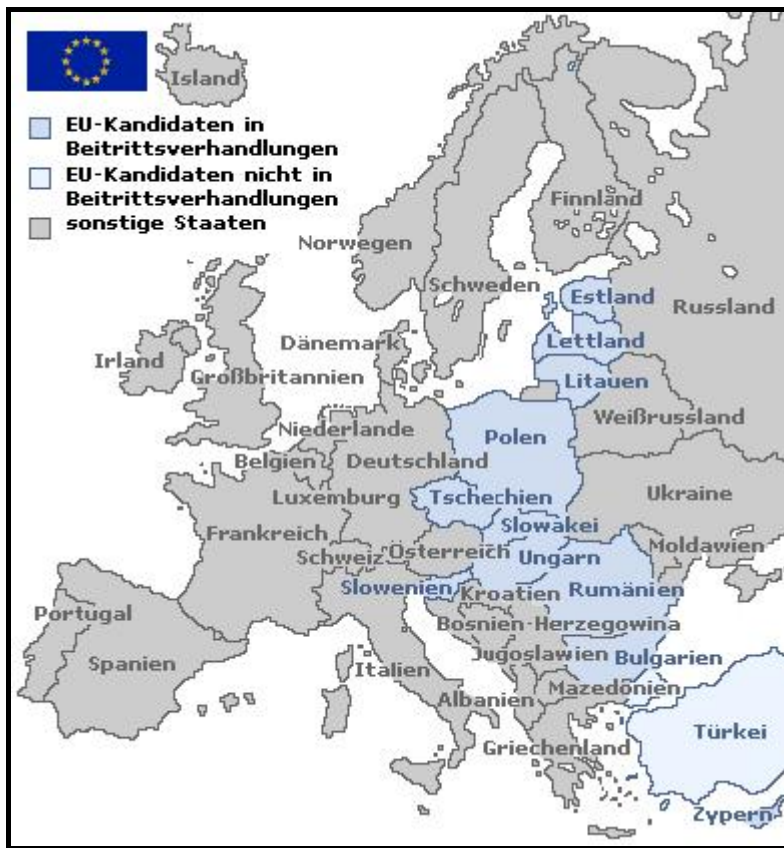 Island
EU-Kandidaten in
Beitrittsverhandlungen
EU-Kandidaten nicht in
Beitrittsverhandlungen
sonstige Staaten
Finnland
Norwegen
Schweden
Estland
Russland
Dänemark
Lettland
Irland
Großbritannien
Litauen
Weißrussland
Niederlande
Polen
Belgien
Deutschland
Luxemburg
Tschechien
Ukraine
Frankreich
Slowakei
Schweiz
Österreich
Ungarn
Moldawien
Slowenien
Kroatien
Rumänien
Portugal
Bosnien-Herzegowina
Spanien
Italien
Jugoslawien
Bulgarien
Albanien
Mazedonien
Türkei
Griechenland
Zypern